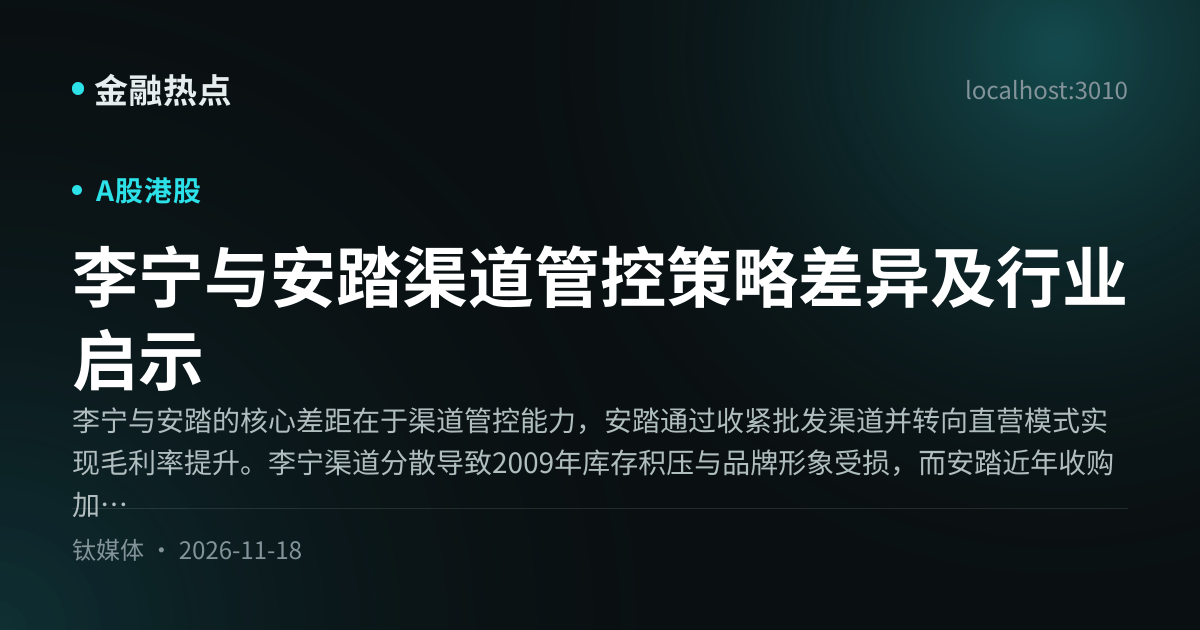 金融热点
localhost:3010
A股港股
李宁与安踏渠道管控策略差异及行业
启示
李宁与安踏的核心差距在于渠道管控能力，安踏通过收紧批发渠道并转向直营模式实
现毛利率提升。李宁渠道分散导致2009年库存积压与品牌形象受损，而安踏近年收购
加…
钛媒体 • 2026-11-18